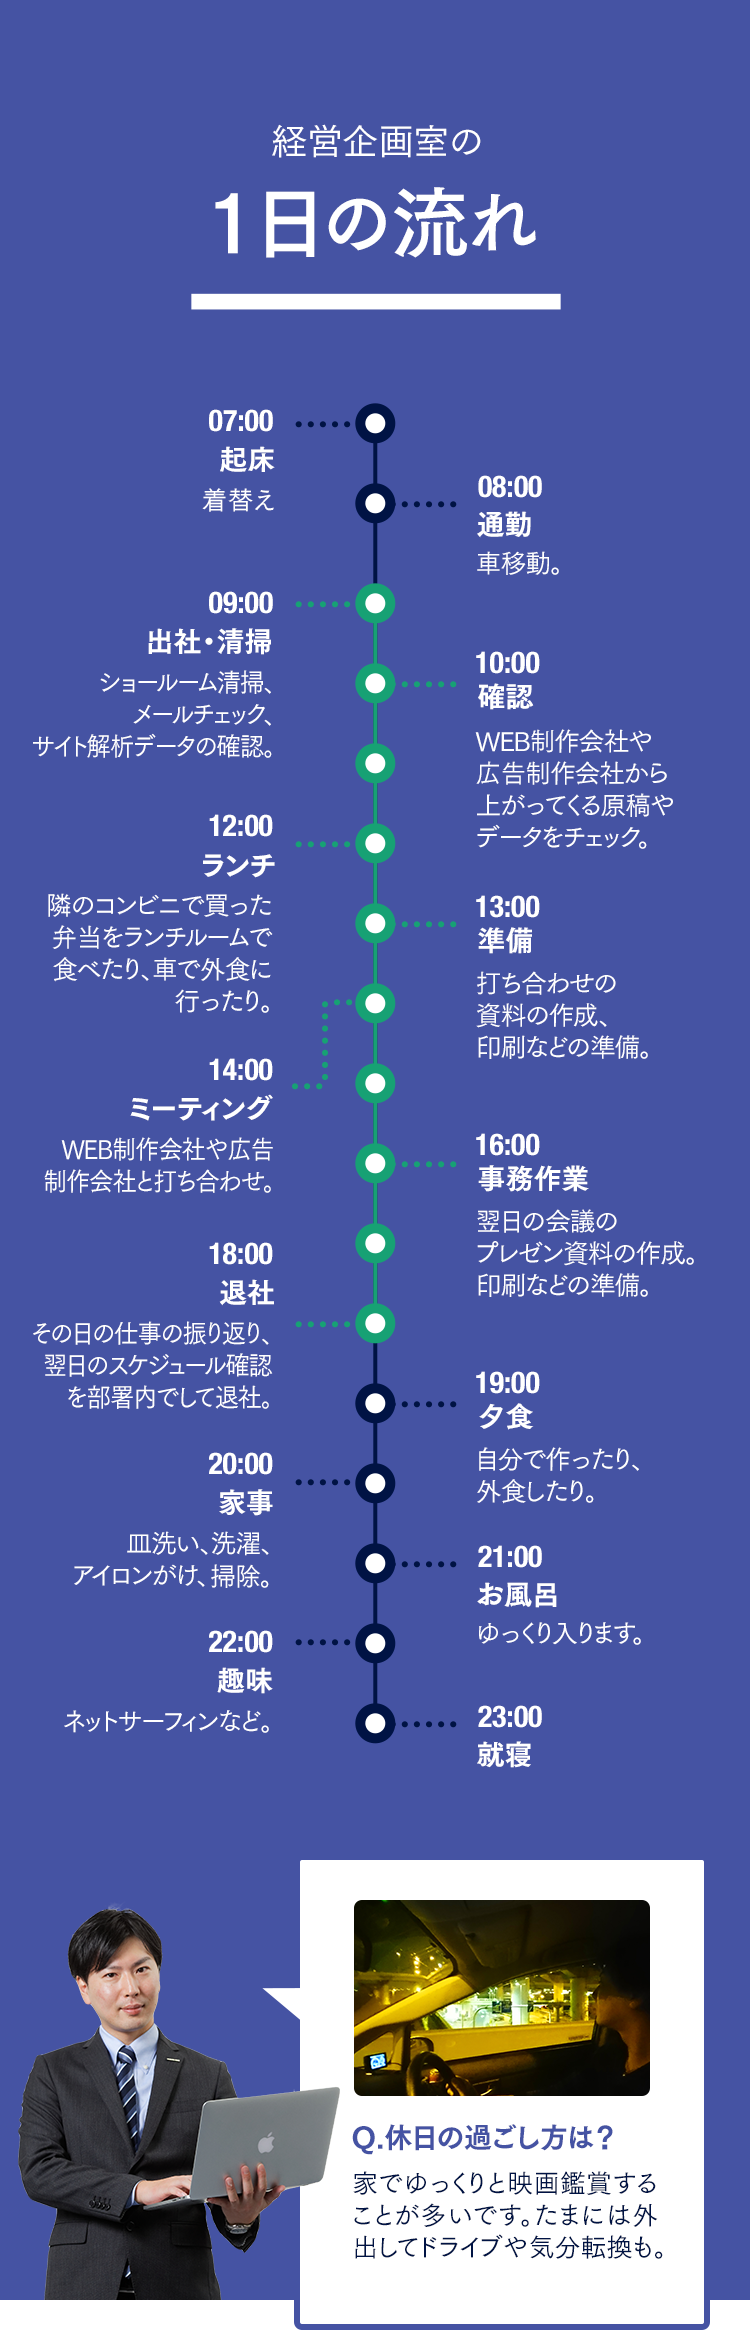 経営企画室の
1日の流れ
07:00
起床
着替え
08:00
通勤
車移動。
09:00
出社・清掃
ショールーム清掃、
メールチェック、
サイト解析データの確認。
10:00
確認
WEB制作会社や
広告制作会社から
上がってくる原稿や
データをチェック。
12:00
ランチ
隣のコンビニで買った
弁当をランチルームで
食べたり、車で外食に
行ったり。
13:00
準備
打ち合わせの
資料の作成、
印刷などの準備。
14:00
ミーティング
WEB制作会社や広告
制作会社と打ち合わせ。
16:00
事務作業
翌日の会議の
プレゼン資料の作成。
印刷などの準備。
18:00
退社
その日の仕事の振り返り、
翌日のスケジュール確認
を部署内でして退社。
19:00
夕食
自分で作ったり、
外食したり。
20:00
家事
皿洗い、洗濯、
アイロンがけ、掃除。
21:00
お風呂
ゆっくり入ります。
22:00
趣味
ネットサーフィンなど。
23:00
就寝
Q.休日の過ごし方は？
家でゆっくりと映画鑑賞する
ことが多いです。たまには外
出してドライブや気分転換も。